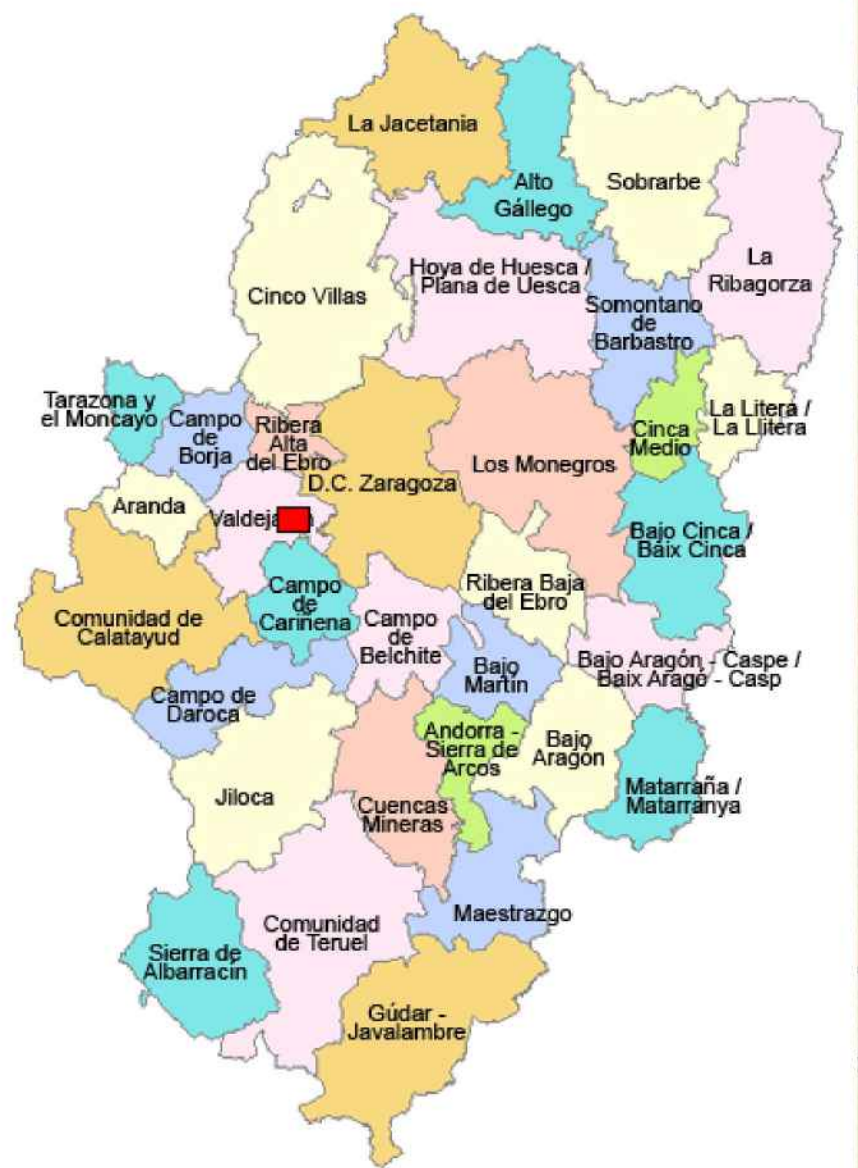 La Jacetania
Alto
Gállego
Sobrarbe
La
Ribagorza
Hoya de Huesca /
Plana de Uesca
Cinco Villas
Somontano
de
Barbastro
Tarazona y
el Moncayo
Campo
de
Borja
Ribera
Alta
del Ebro
La Litera /
La Llitera
Cinca
Medio
D.C. Zaragoza
Los Monegros
Aranda
Bajo Cinca /
Baix Cinca
Campo
de
Cariñena
Ribera Baja
del Ebro
Comunidad de
Calatayud
Campo
de
Belchite
Bajo
Martín
Bajo Aragón - Caspe /
Baix Aragó - Casp
Campo de
Daroca
Andorra -
Sierra de
Arcos
Bajo
Aragón
Jiloca
Cuencas
Mineras
Matarraña /
Matarranya
Maestrazgo
Comunidad
de Teruel
Sierra de
Albarracín
Gúdar -
Javalambre